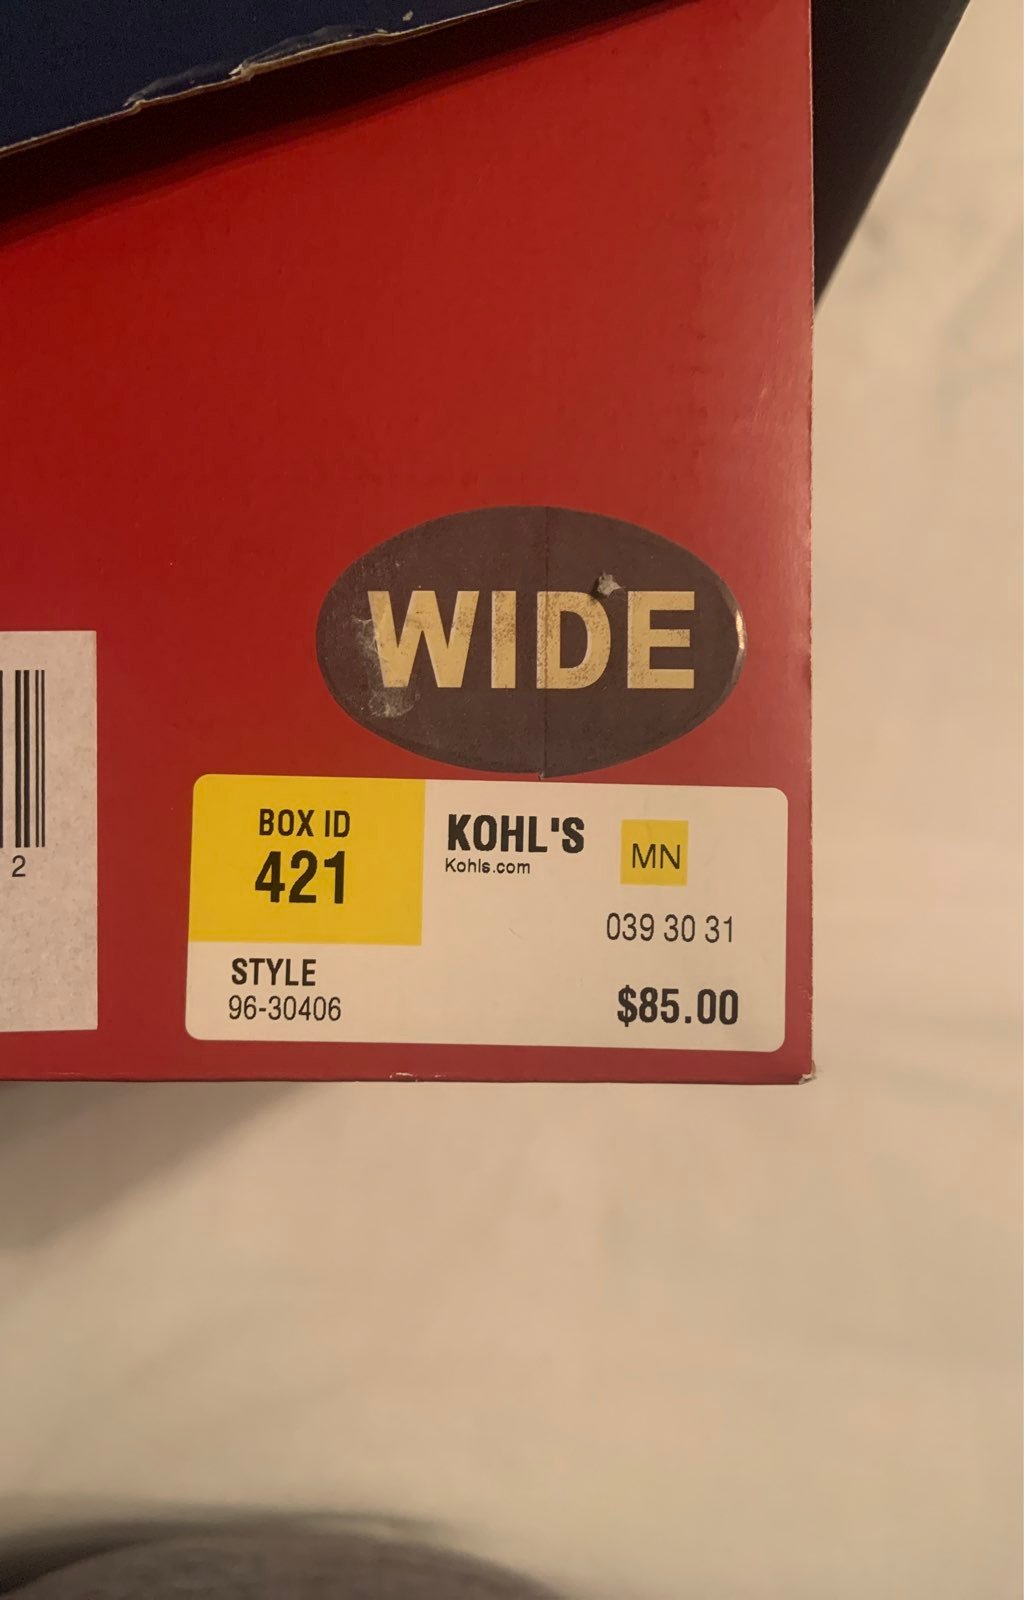 WIDE
BOX ID
421
KOHL'S
Kohls.com
MN
039 30 31
STYLE
96-30406
$85.00
2